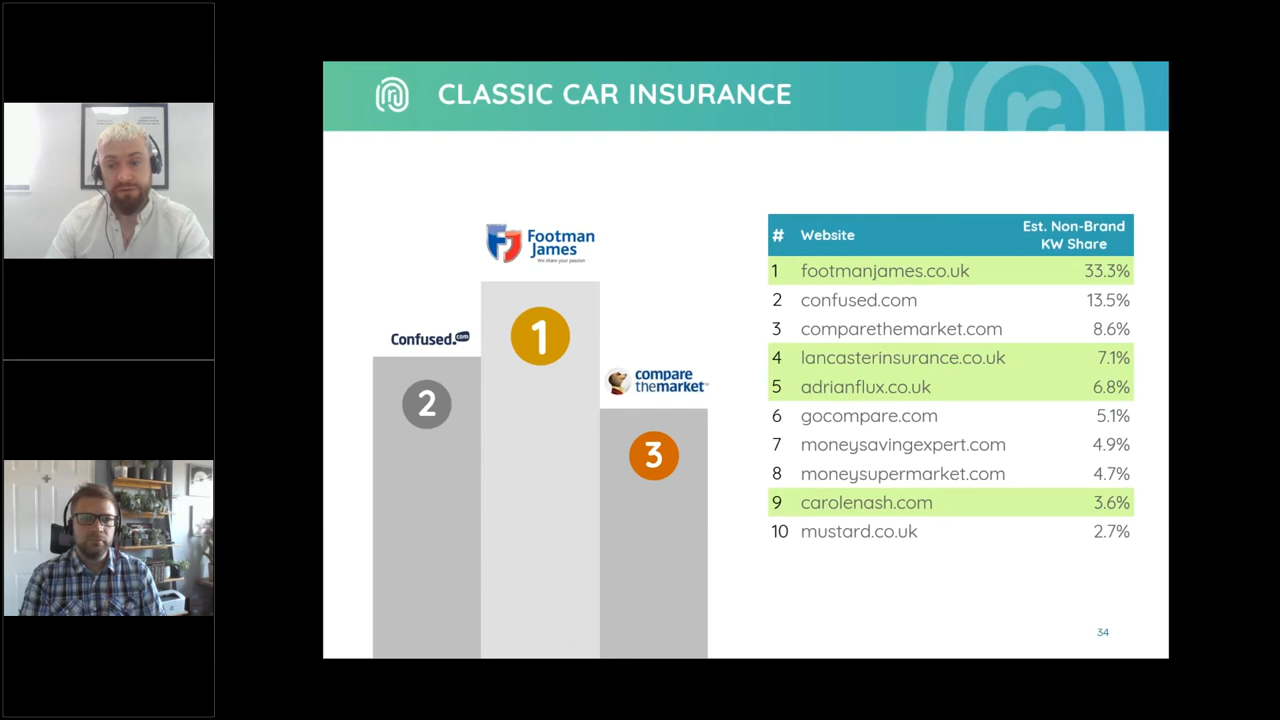 CLASSIC CAR INSURANCE
Footman
James
We share your passion
Confused.com
compare
themarket
1
2
3
# Website Est. Non-Brand
KW Share
1 footmanjames.co.uk 33.3%
2 confused.com 13.5%
3 comparethemarket.com 8.6%
4 lancasterinsurance.co.uk 7.1%
5 adrianflux.co.uk 6.8%
6 gocompare.com 5.1%
7 moneysavingexpert.com 4.9%
8 moneysupermarket.com 4.7%
9 carolenash.com 3.6%
10 mustard.co.uk 2.7%
34